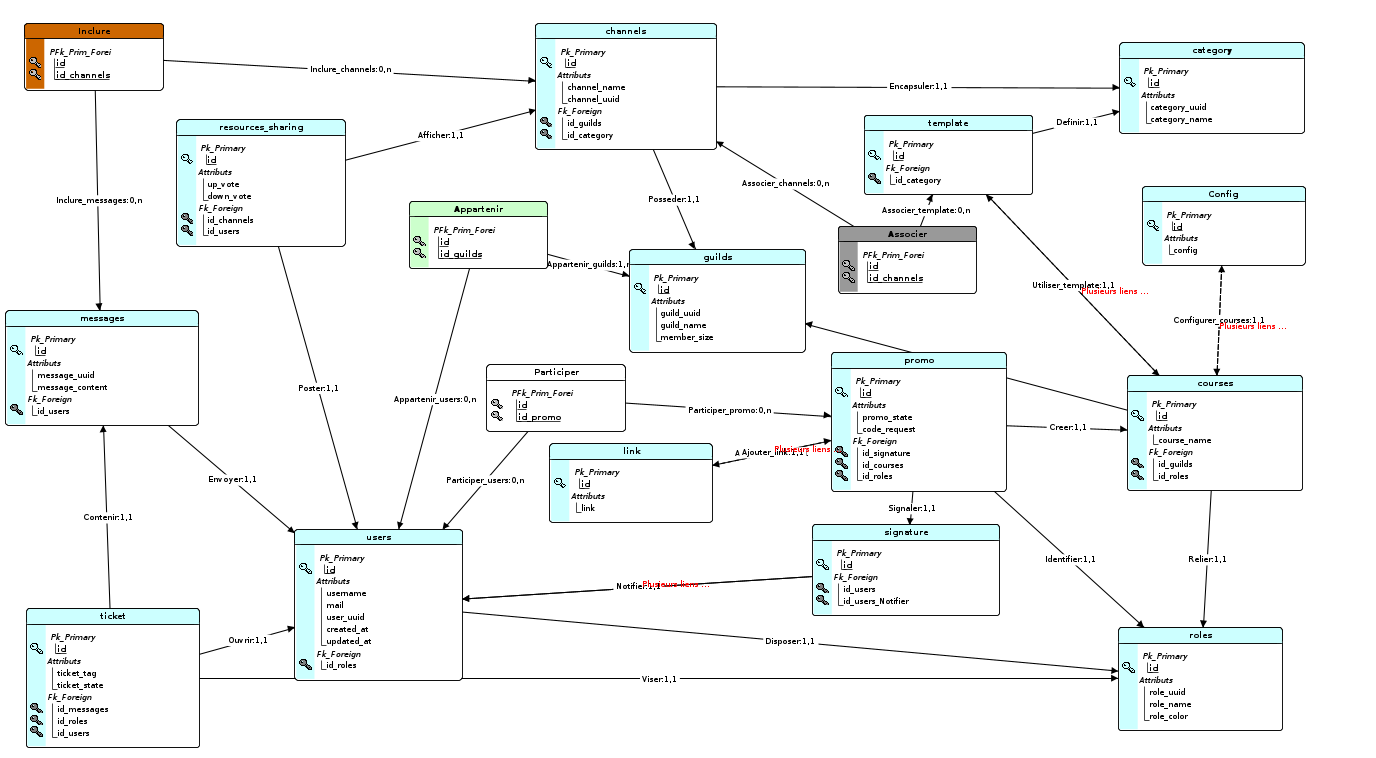 Inclure
PFk_Prim_Forei
id
id_channels
channels
Pk_Primary
id
Attributs
channel_name
channel_uuid
Fk_Foreign
id_guilds
id_category
category
Pk_Primary
id
Attributs
category_uuid
category_name
Inclure_channels:0,n
Encapsuler:1,1
resources_sharing
Pk_Primary
id
Attributs
up_vote
down_vote
Fk_Foreign
id_channels
id_users
Afficher:1,1
template
Pk_Primary
id
Fk_Foreign
id_category
Definir:1,1
Associer_channels:0,n
Associer_template:0,n
Inclure_messages:0,n
Posseder:1,1
Appartenir
PFk_Prim_Forei
id
id_guilds
Appartenir_guilds:1,n
Config
Pk_Primary
id
Attributs
config
Associer
PFk_Prim_Forei
id
id_channels
guilds
Pk_Primary
id
Attributs
guild_uuid
guild_name
member_size
Utiliser_template:1,1
Plusieurs liens ...
Configurer_courses:1,1
Plusieurs liens ...
messages
Pk_Primary
id
Attributs
message_uuid
message_content
Fk_Foreign
id_users
Poster:1,1
Appartenir_users:0,n
Participer
PFk_Prim_Forei
id
id_promo
Participer_promo:0,n
promo
Pk_Primary
id
Attributs
promo_state
code_request
Fk_Foreign
id_signature
id_courses
id_roles
Creer:1,1
courses
Pk_Primary
id
Attributs
course_name
Fk_Foreign
id_guilds
id_roles
link
Pk_Primary
id
Attributs
link
Plusieurs liens
Envoyer:1,1
Participer_users:0,n
Signaler:1,1
Contenir:1,1
users
Pk_Primary
id
Attributs
username
mail
user_uuid
created_at
updated_at
Fk_Foreign
id_roles
signature
Pk_Primary
id
Fk_Foreign
id_users
id_users_Notifier
Identifier:1,1
Relier:1,1
Notifier:1,1
Plusieurs liens ...
ticket
Pk_Primary
id
Attributs
ticket_tag
ticket_state
Fk_Foreign
id_messages
id_roles
id_users
Ouvrir:1,1
Disposer:1,1
Viser:1,1
roles
Pk_Primary
id
Attributs
role_uuid
role_name
role_color